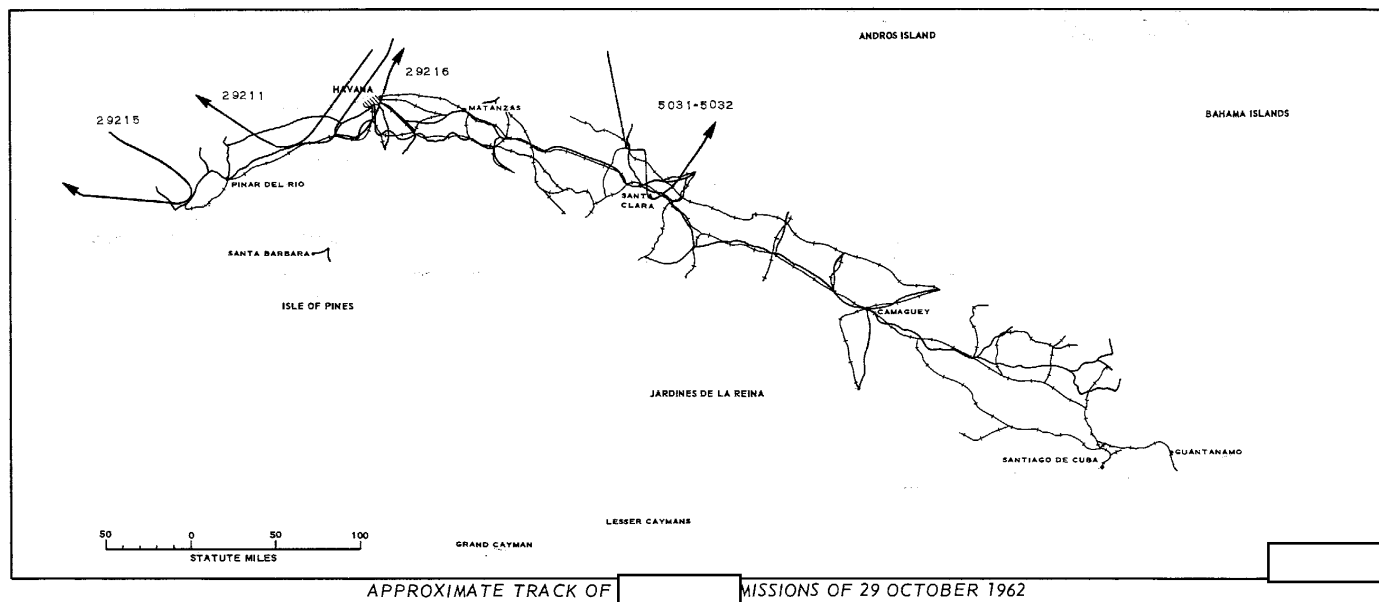 ANDROS ISLAND
29216
HAVANA
29211
MATANZAS
5031-5032
BAHAMA ISLANDS
29215
PINAR DEL RIO
SANTA
CLARA
SANTA BARBARA
ISLE OF PINES
CAMAGUEY
JARDINES DE LA REINA
GUANTANAMO
SANTIAGO DE CUBA
LESSER CAYMANS
GRAND CAYMAN
50 0 50 100
STATUTE MILES
APPROXIMATE TRACK OF MISSIONS OF 29 OCTOBER 1962